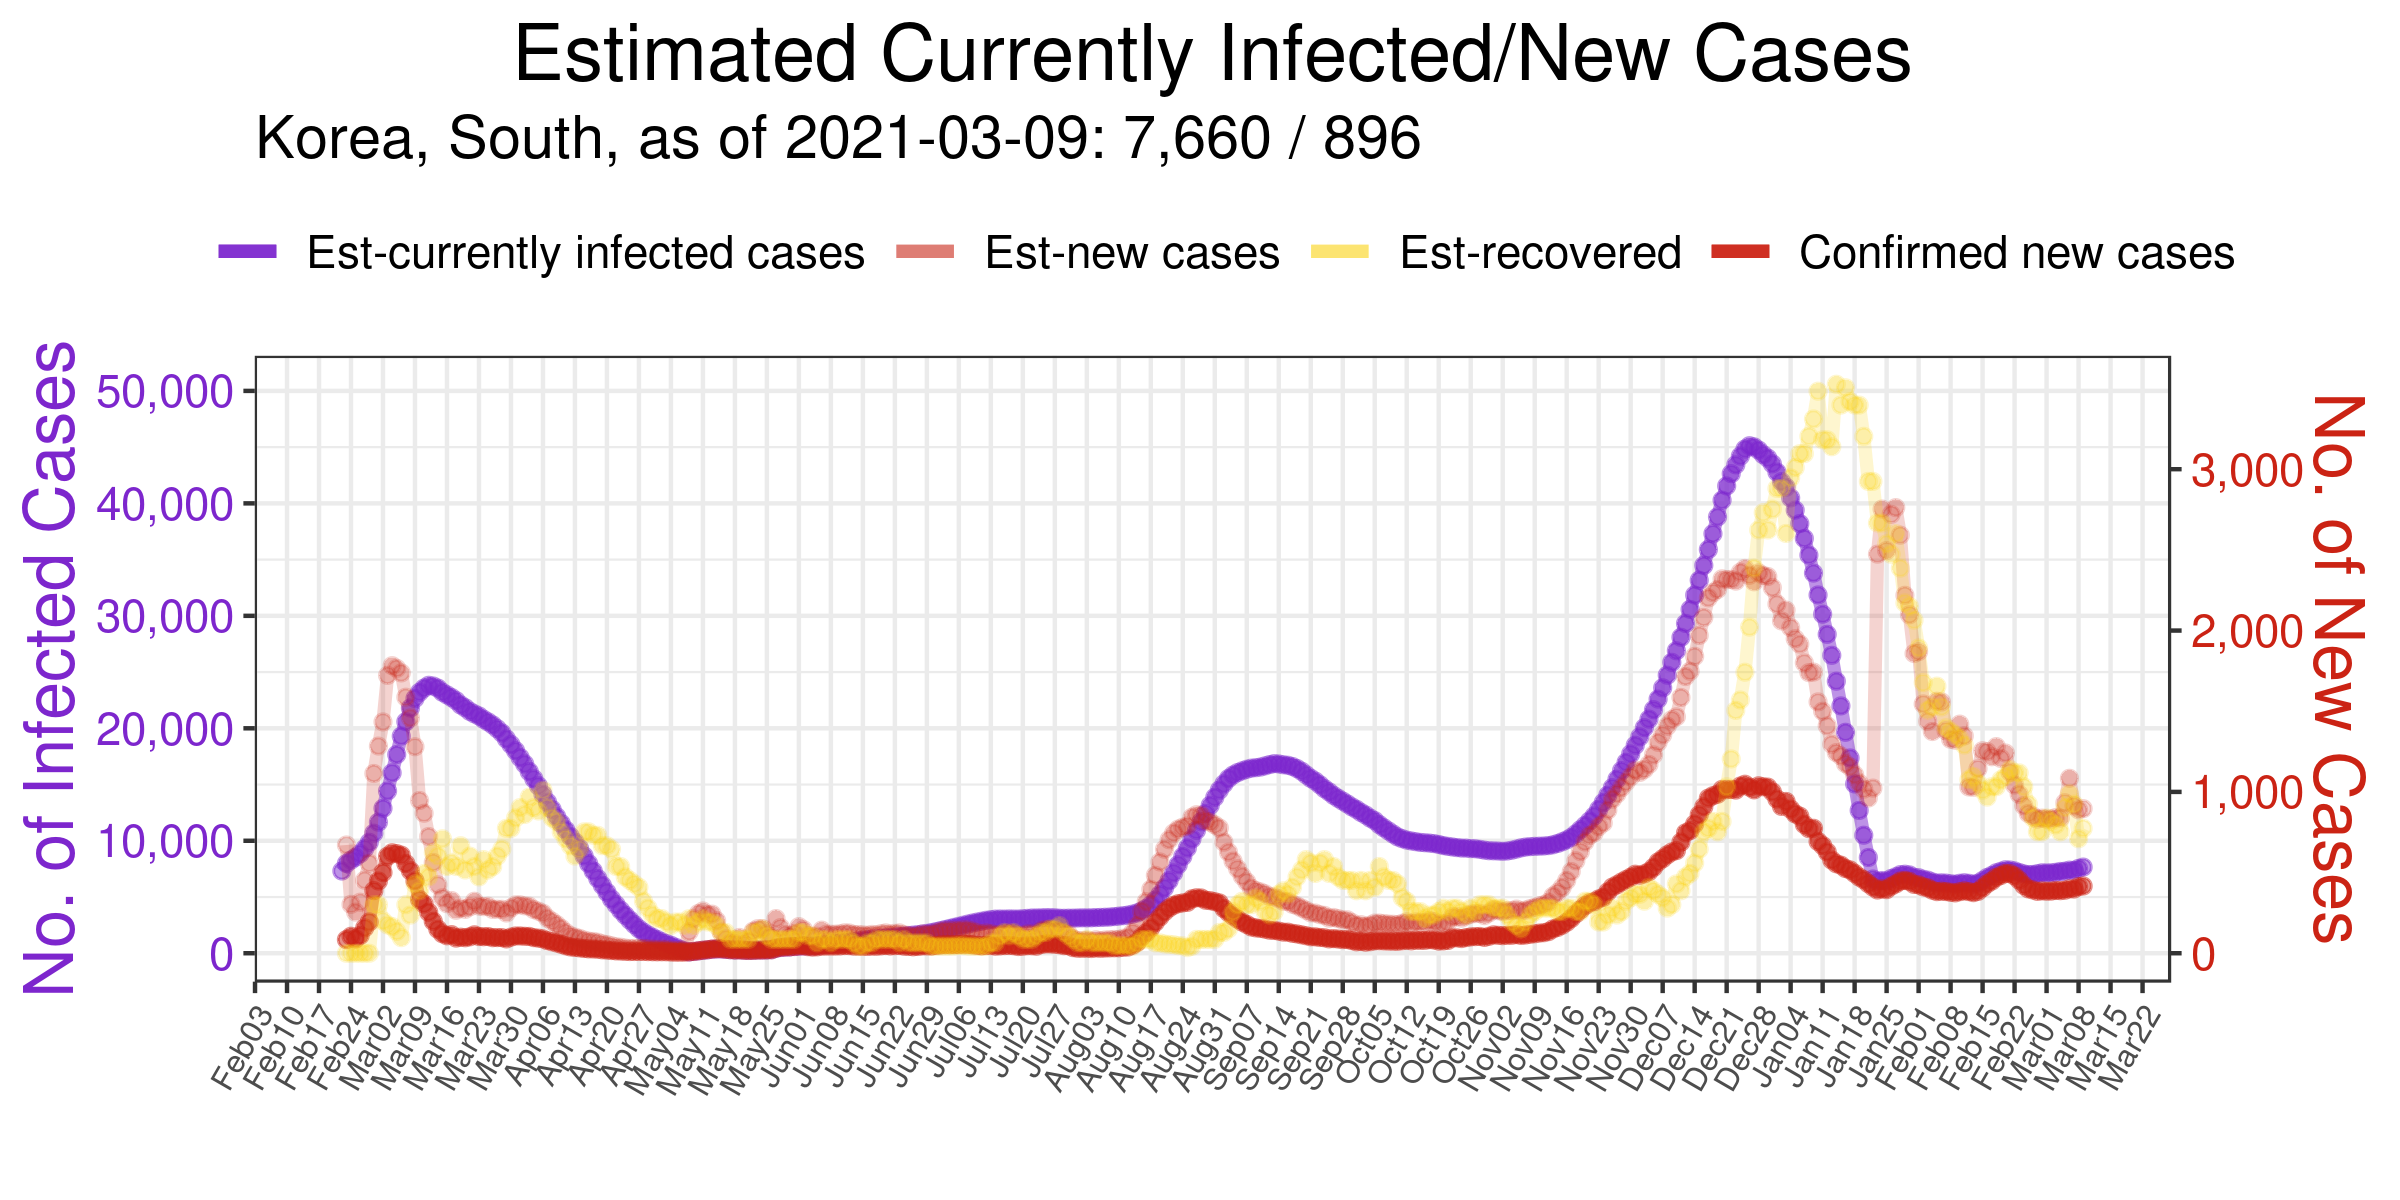 Estimated Currently Infected/New Cases
Korea, South, as of 2021-03-09: 7,660 / 896
Est-currently infected cases Est-new cases Est-recovered Confirmed new cases
No. of Infected Cases
50,000
40,000
30,000
20,000
10,000
0
3,000
2,000
1,000
0
No. of New Cases
Feb03 Feb10 Feb17 Feb24 Mar02 Mar09 Mar16 Mar23 Mar30 Apr06 Apr13 Apr20 Apr27 May04 May11 May18 May25 Jun01 Jun08 Jun15 Jun22 Jun29 Jul06 Jul13 Jul20 Jul27 Aug03 Aug10 Aug17 Aug24 Aug31 Sep07 Sep14 Sep21 Sep28 Oct05 Oct12 Oct19 Oct26 Nov02 Nov09 Nov16 Nov23 Nov30 Dec07 Dec14 Dec21 Dec28 Jan04 Jan11 Jan18 Jan25 Feb01 Feb08 Feb15 Feb22 Mar01 Mar08 Mar15 Mar22